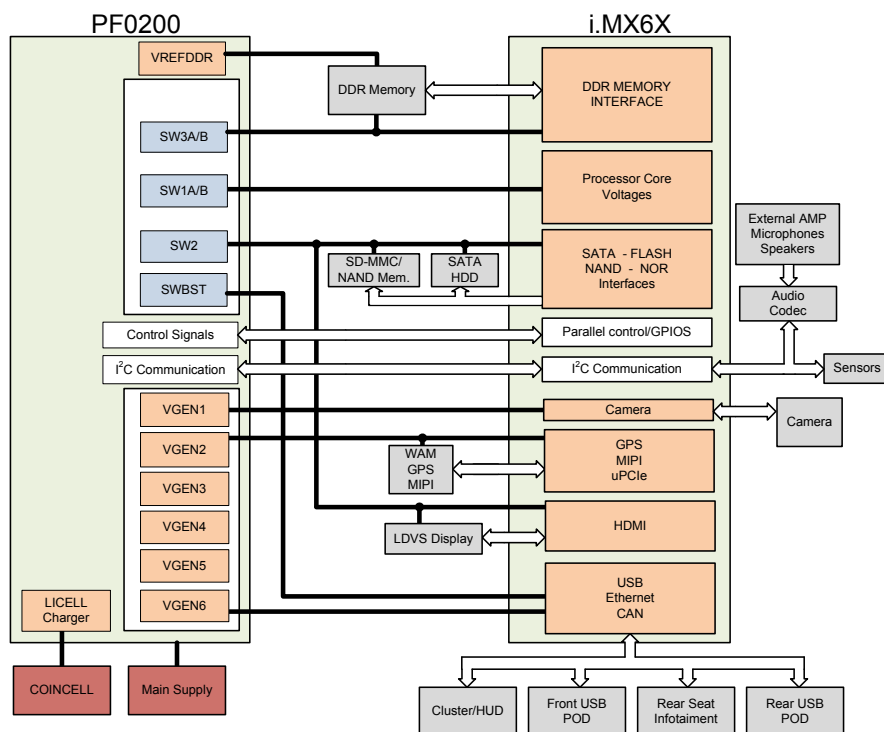 PF0200
i.MX6X
VREFDDR
DDR Memory
DDR MEMORY
INTERFACE
SW3A/B
SW1A/B
Processor Core
Voltages
SW2
SD-MMC/
NAND Mem.
SATA
HDD
SATA - FLASH
NAND - NOR
Interfaces
External AMP
Microphones
Speakers
SWBST
Audio
Codec
Control Signals
Parallel control/GPIOS
I²C Communication
I²C Communication
Sensors
VGEN1
Camera
Camera
VGEN2
WAM
GPS
MIPI
GPS
MIPI
uPCIe
VGEN3
VGEN4
LDVS Display
HDMI
VGEN5
VGEN6
USB
Ethernet
CAN
LICELL
Charger
COINCELL
Main Supply
Cluster/HUD
Front USB
POD
Rear Seat
Infotaiment
Rear USB
POD